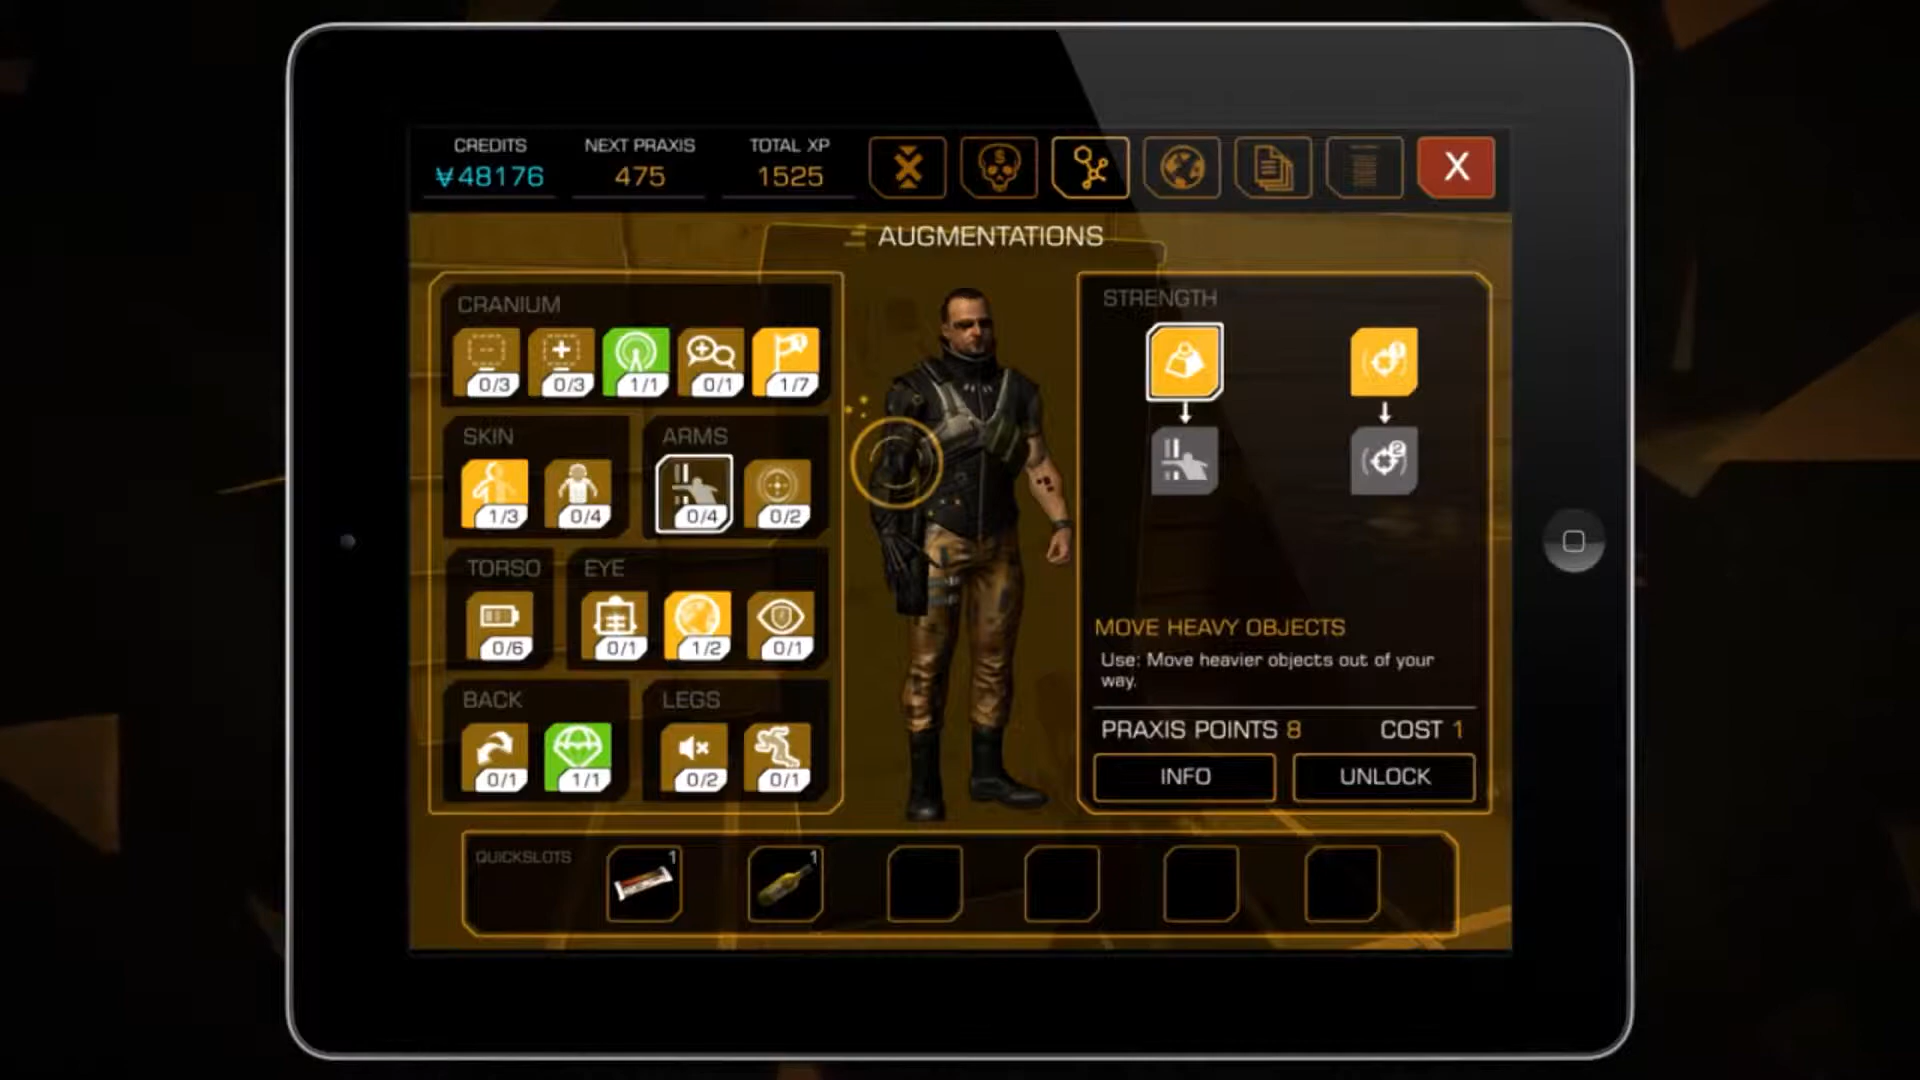 CREDITS
48176
NEXT PRAXIS
475
TOTAL XP
1525
$
X
AUGMENTATIONS
CRANIUM
0/3
0/3
1/1
0/1
1
1/7
SKIN
1/3
0/4
ARMS
0/4
0/2
TORSO
0/6
EYE
0/1
1/2
0/1
BACK
0/1
1/1
LEGS
0/2
0/1
STRENGTH
1
2
MOVE HEAVY OBJECTS
Use: Move heavier objects out of your
way.
PRAXIS POINTS 8
COST 1
INFO
UNLOCK
QUICKSLOTS
1
1